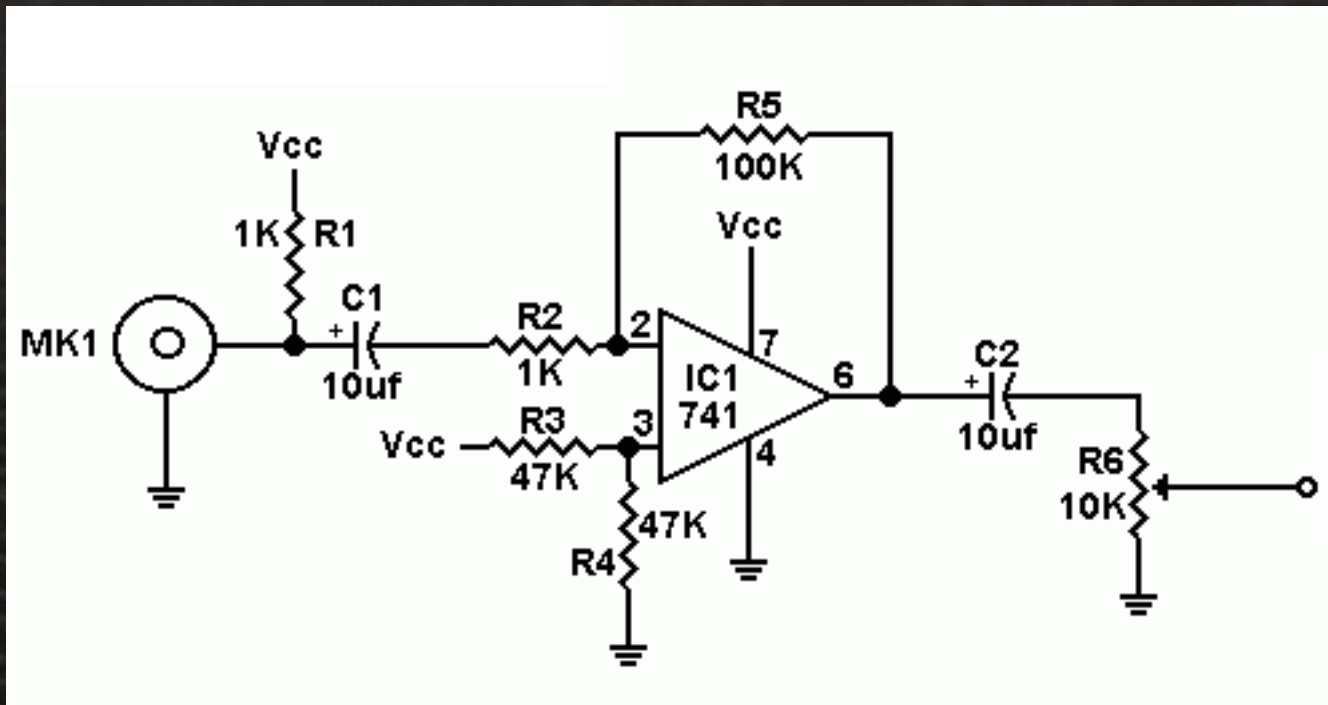 R5
100K
Vcc
1K R1
Vcc
C1
+
10uf
MK1
R2
1K
2
7
IC1
741
6
C2
+
10uf
Vcc
R3
47K
3
4
47K
R4
R6
10K